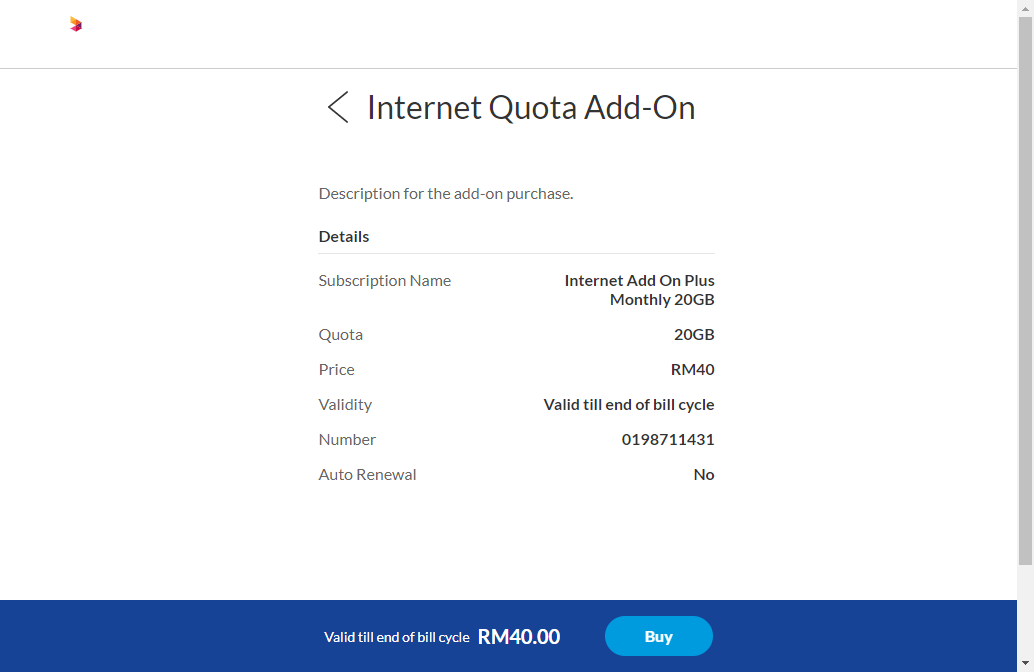 Internet Quota Add-On
Description for the add-on purchase.
Details
Subscription Name
Internet Add On Plus
Monthly 20GB
Quota
20GB
Price
RM40
Validity
Valid till end of bill cycle
Number
0198711431
Auto Renewal
No
Valid till end of bill cycle RM40.00
Buy